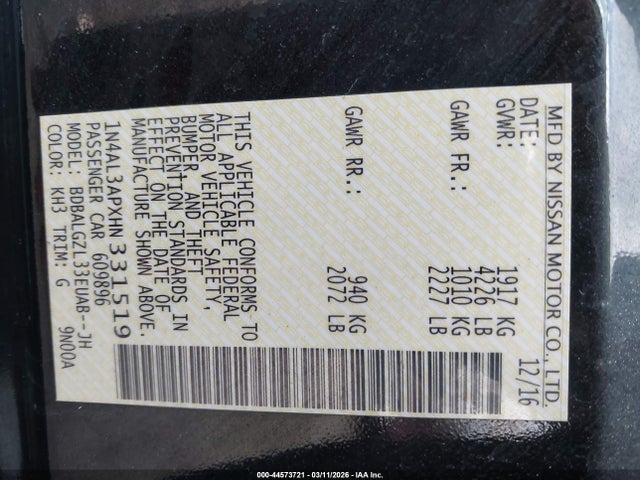 MFD BY NISSAN MOTOR CO., LTD.
DATE: 12/16
GVWR: 1917 KG
4226 LB
GAWR FR.: 1010 KG
2227 LB
GAWR RR.: 940 KG
2072 LB
THIS VEHICLE CONFORMS TO
ALL APPLICABLE FEDERAL
MOTOR VEHICLE SAFETY,
BUMPER, AND THEFT
PREVENTION STANDARDS IN
EFFECT ON THE DATE OF
MANUFACTURE SHOWN ABOVE.
1N4AL3APXHN331519
PASSENGER CAR 609896
MODEL: BDBALGZL33EUAB--JH
COLOR: KH3 TRIM: G 9N00A
000-44573721 - 03/11/2026 - IAA Inc.